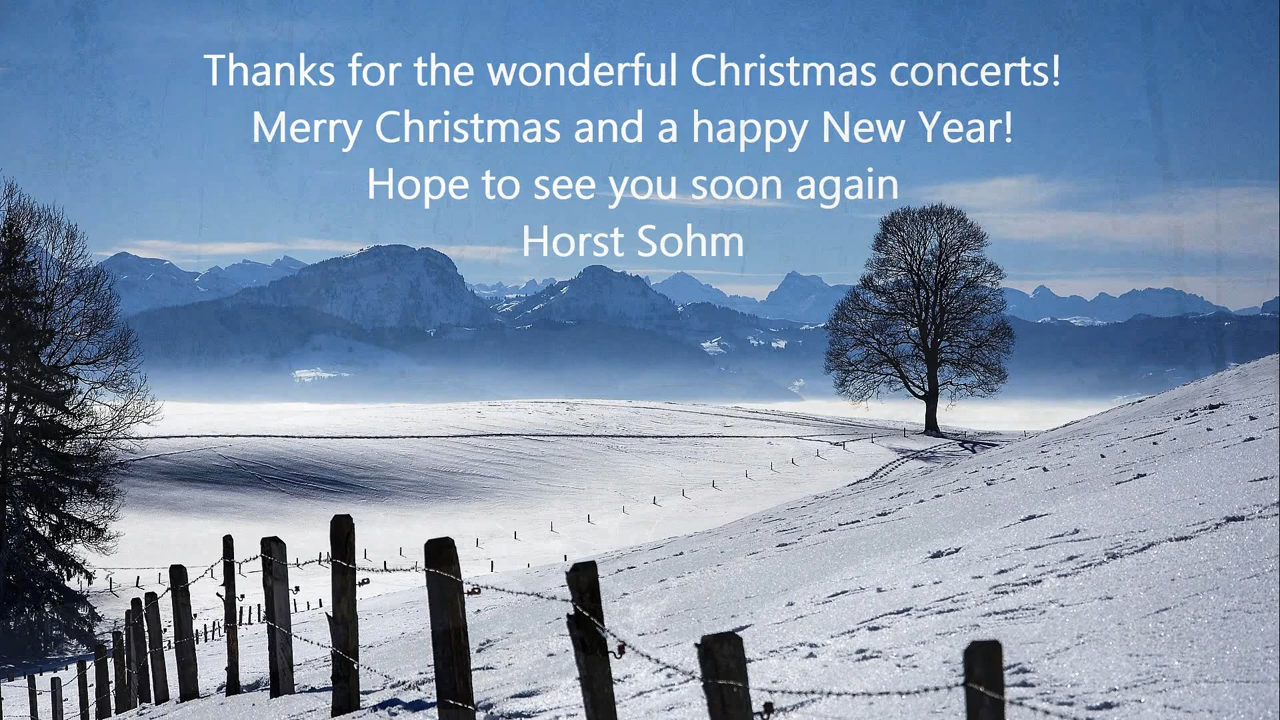 Thanks for the wonderful Christmas concerts!
Merry Christmas and a happy New Year!
Hope to see you soon again
Horst Sohm